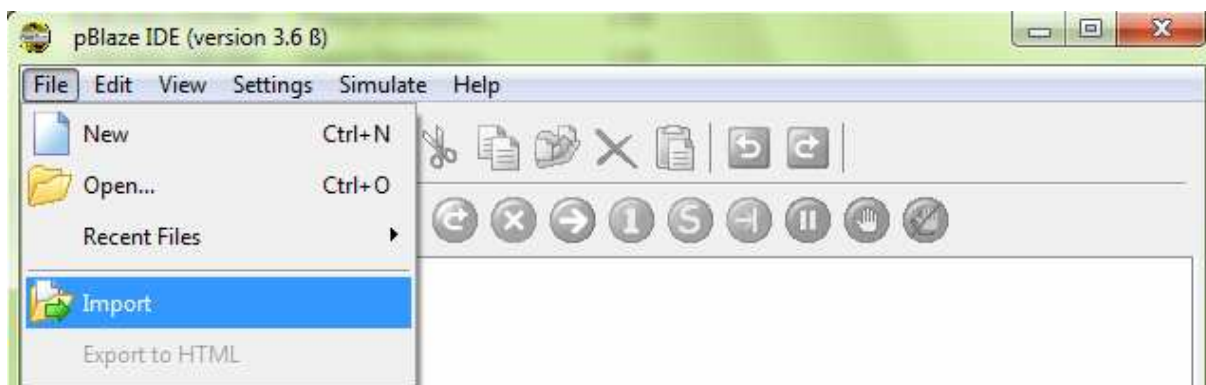 pBlaze IDE (version 3.6 ß)
File Edit View Settings Simulate Help
New Ctrl+N
Open... Ctrl+O
Recent Files
Import
Export to HTML